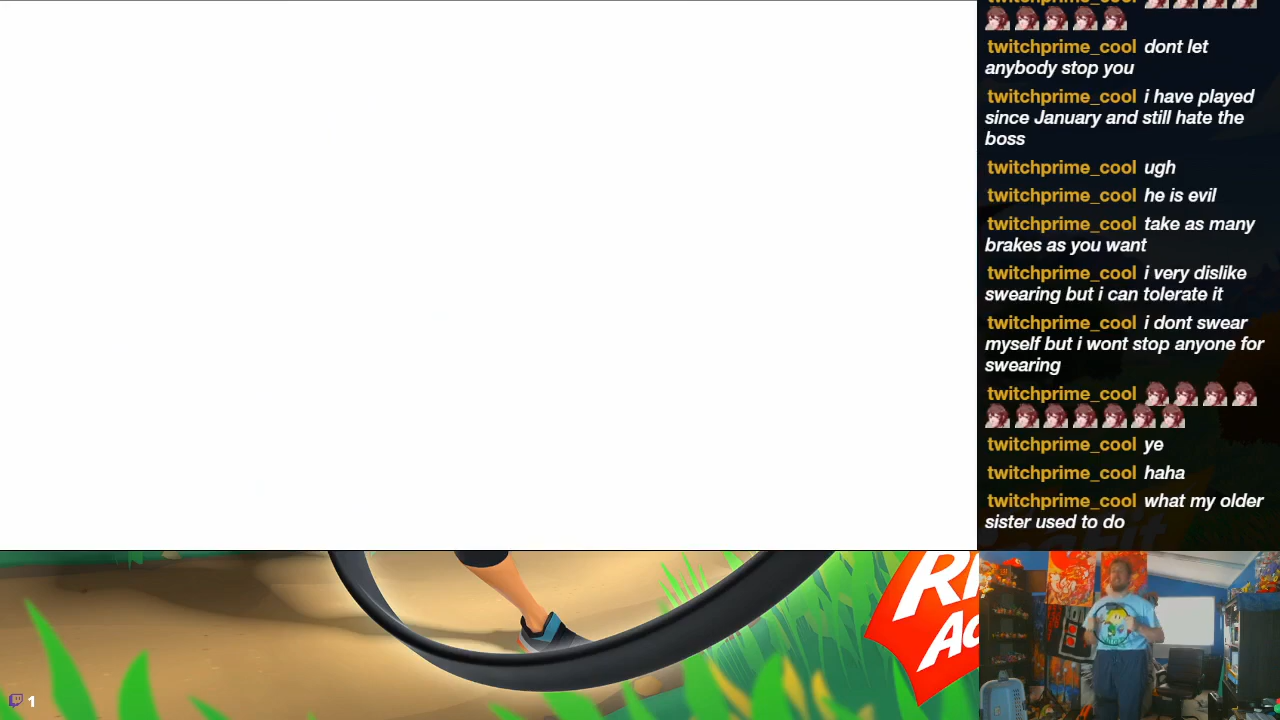 twitchprime_cool
twitchprime_cool dont let
anybody stop you
twitchprime_cool i have played
since January and still hate the
boss
twitchprime_cool ugh
twitchprime_cool he is evil
twitchprime_cool take as many
brakes as you want
twitchprime_cool i very dislike
swearing but i can tolerate it
twitchprime_cool i dont swear
myself but i wont stop anyone for
swearing
twitchprime_cool
twitchprime_cool ye
twitchprime_cool haha
twitchprime_cool what my older
sister used to do
1